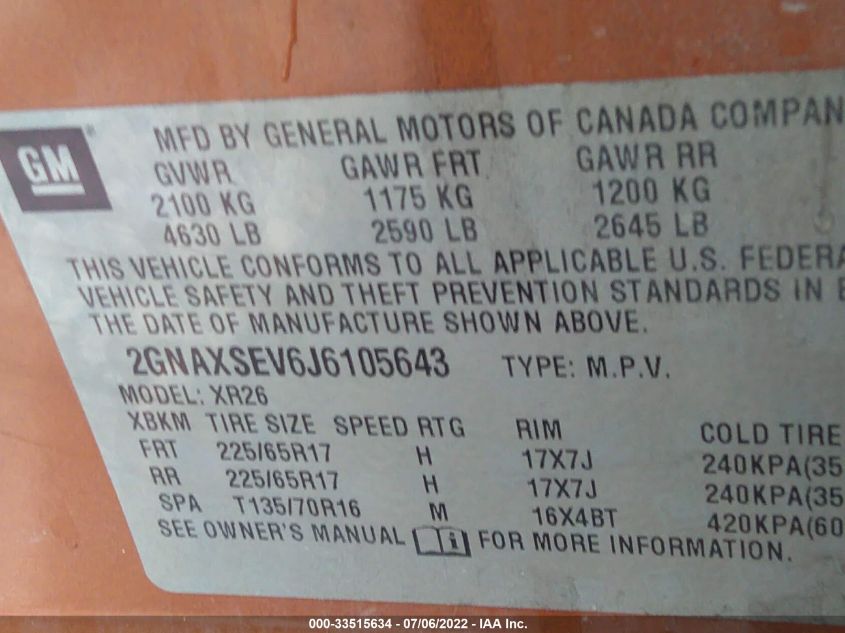 GM
MFD BY GENERAL MOTORS OF CANADA COMPAN
GVWR GAWR FRT GAWR RR
2100 KG 1175 KG 1200 KG
4630 LB 2590 LB 2645 LB
THIS VEHICLE CONFORMS TO ALL APPLICABLE U.S. FEDERA
VEHICLE SAFETY AND THEFT PREVENTION STANDARDS IN E
THE DATE OF MANUFACTURE SHOWN ABOVE.
2GNAXSEV6J6105643 TYPE: M.P.V.
MODEL: XR26
XBKM TIRE SIZE SPEED RTG RIM COLD TIRE
FRT 225/65R17 H 17X7J 240KPA(35
RR 225/65R17 H 17X7J 240KPA(35
SPA T135/70R16 M 16X4BT 420KPA(60
SEE OWNER'S MANUAL i FOR MORE INFORMATION.
000-33515634 - 07/06/2022 - IAA Inc.